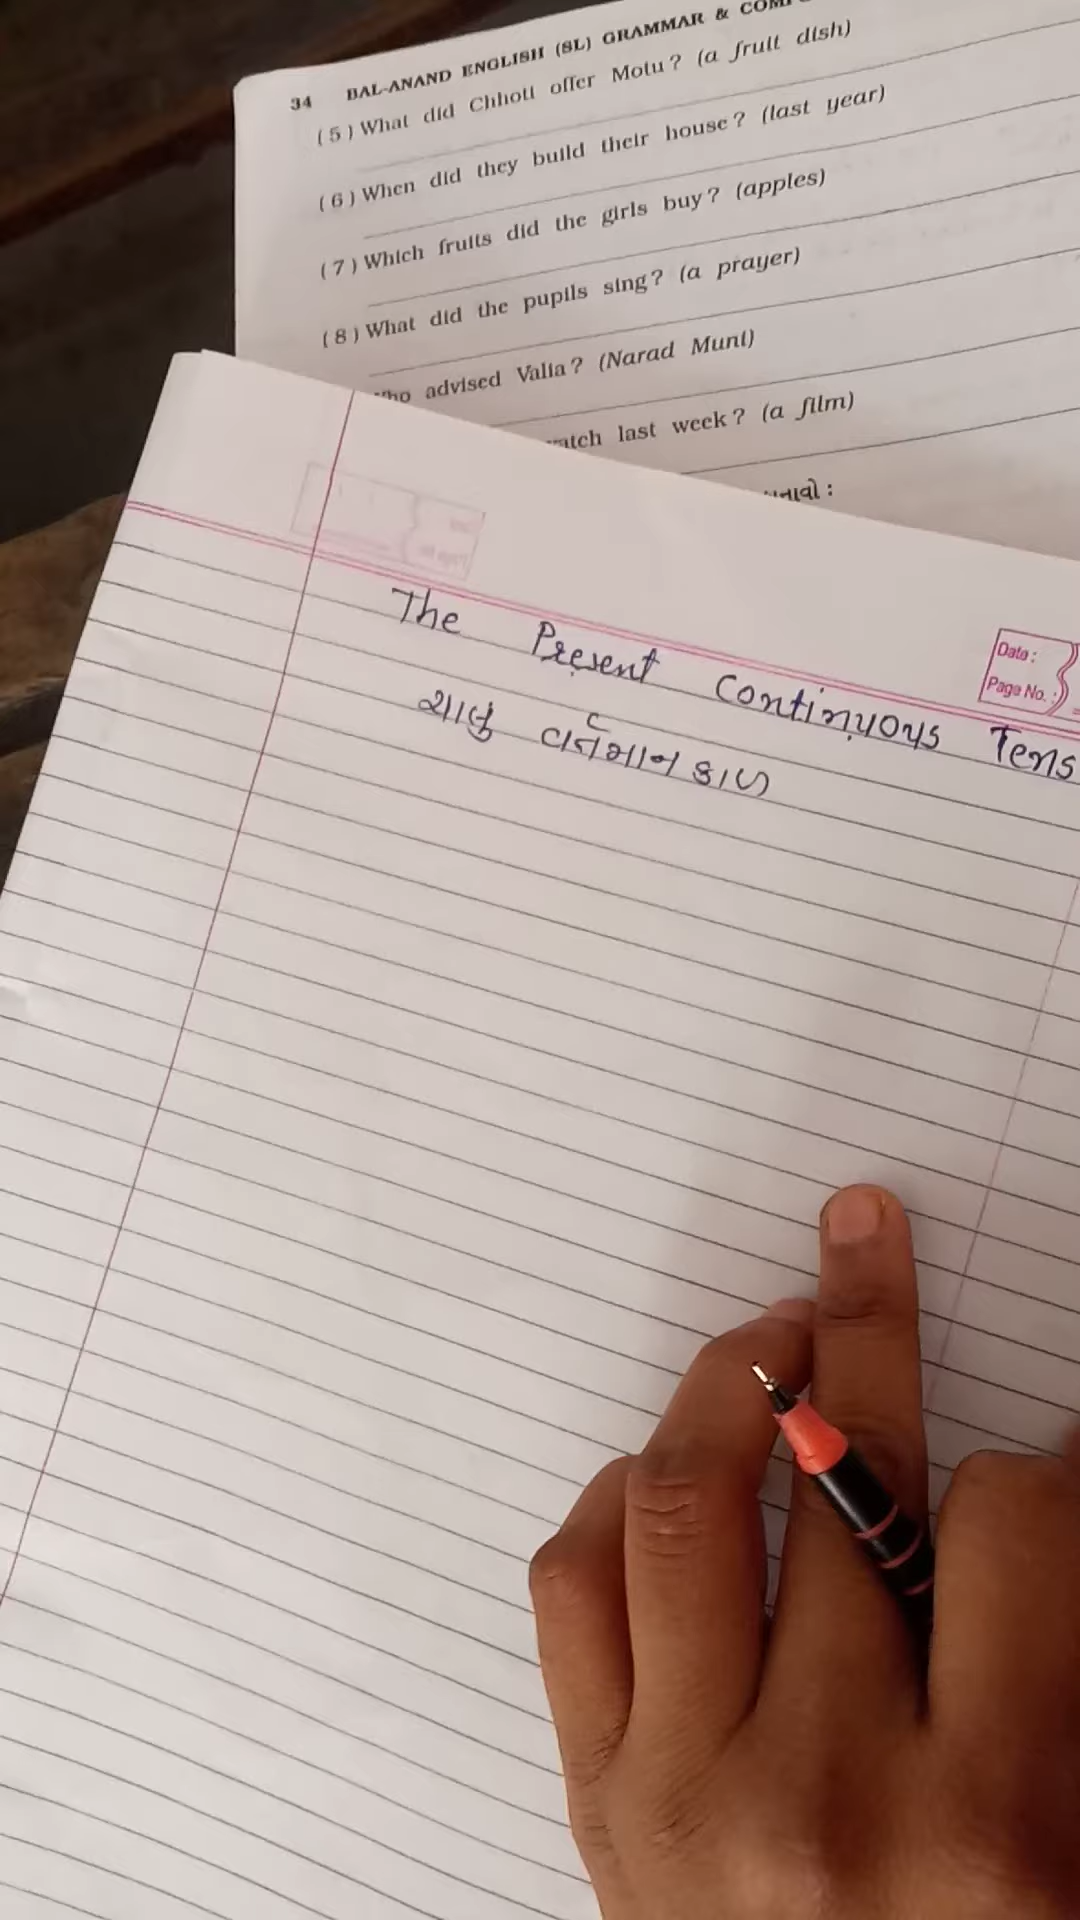 34 BAL-ANAND ENGLISH (SL) GRAMMAR &
(5) What did Chhoti offer Motu? (a fruit dish)
(6) When did they build their house? (last year)
(7) Which fruits did the girls buy? (apples)
(8) What did the pupils sing? (a prayer)
advised Valia? (Narad Muni)
last week? (a film)
The Present Continuous Tens
ચાલુ વર્તમાન કાળ
Date:
Page No.: